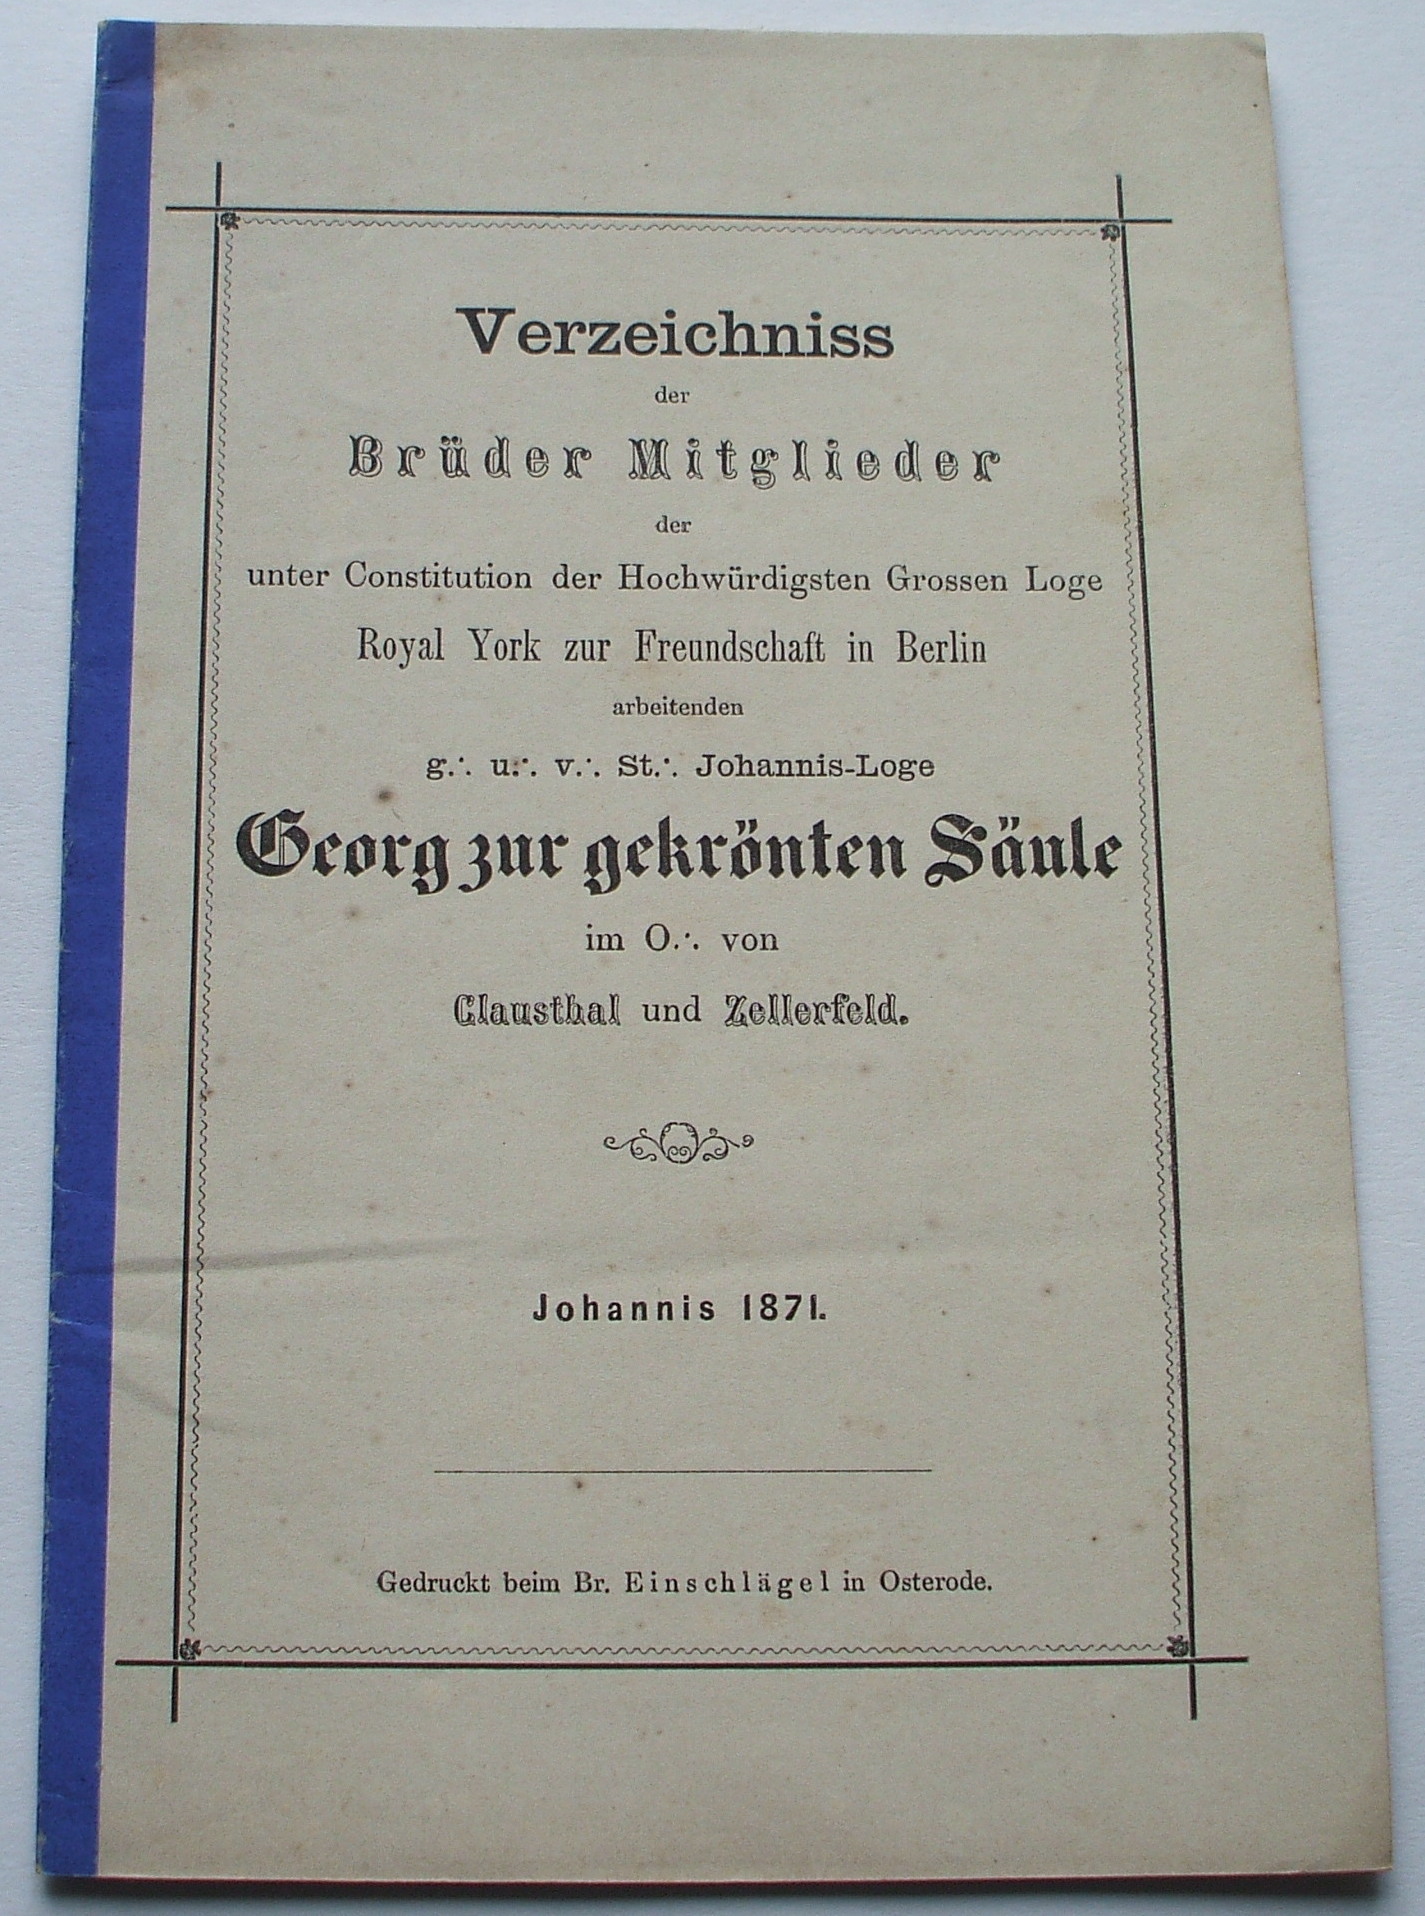 Verzeichniss
der
Brüder Mitglieder
der
unter Constitution der Hochwürdigsten Grossen Loge
Royal York zur Freundschaft in Berlin
arbeitenden
g.∴ u.∴ v.∴ St.∴ Johannis-Loge
Georg zur gekrönten Säule
im O.∴ von
Clausthal und Zellerfeld.
Johannis 1871.
Gedruckt beim Br. Einschlägel in Osterode.